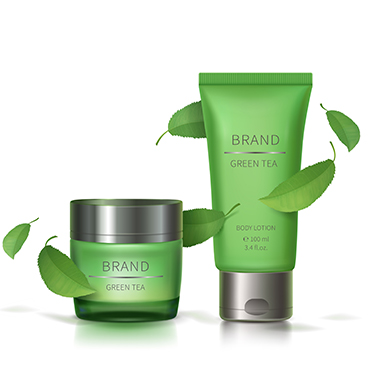 BRAND
GREEN TEA
BODY LOTION
℮ 100 ml
3.4 fl.oz.
BRAND
GREEN TEA